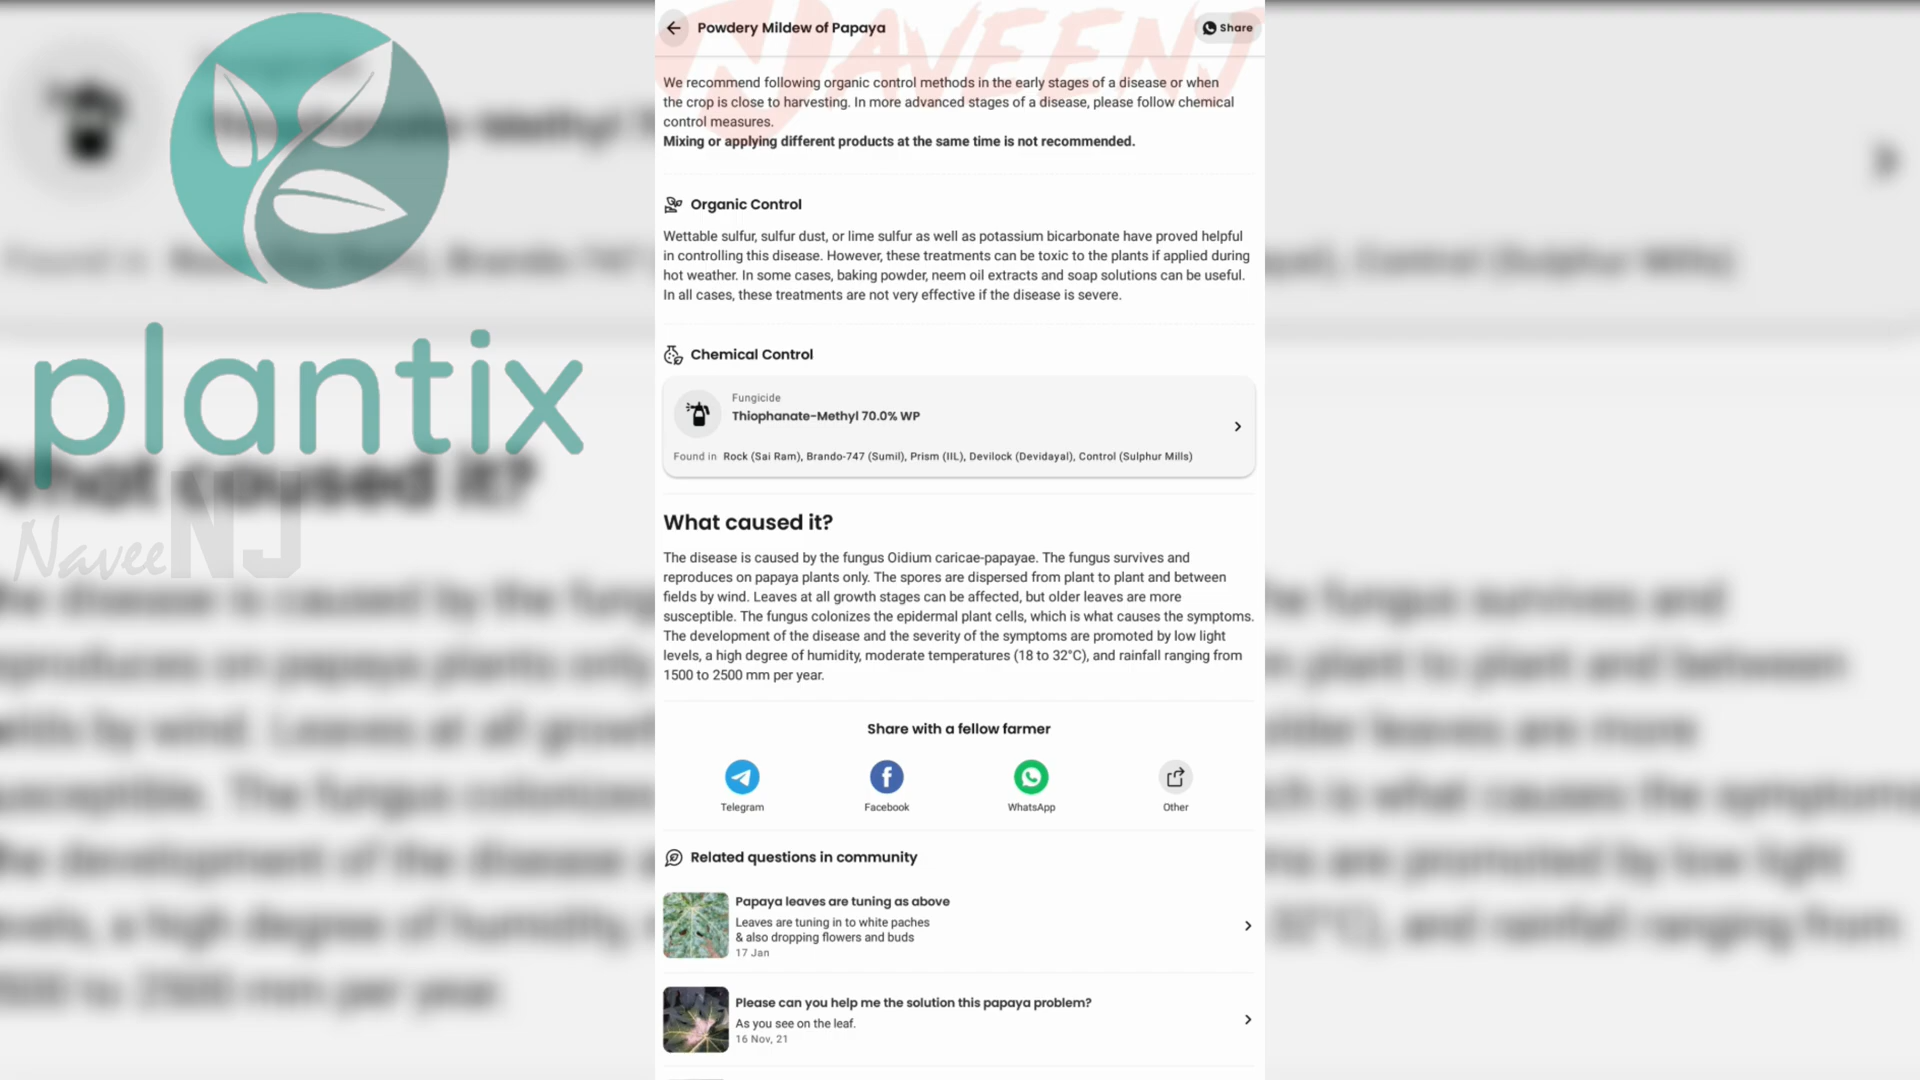 Powdery Mildew of Papaya
Share
NAVEENJ
We recommend following organic control methods in the early stages of a disease or when
the crop is close to harvesting. In more advanced stages of a disease, please follow chemical
control measures.
Mixing or applying different products at the same time is not recommended.
Organic Control
Wettable sulfur, sulfur dust, or lime sulfur as well as potassium bicarbonate have proved helpful
in controlling this disease. However, these treatments can be toxic to the plants if applied during
hot weather. In some cases, baking powder, neem oil extracts and soap solutions can be useful.
In all cases, these treatments are not very effective if the disease is severe.
Chemical Control
Fungicide
Thiophanate-Methyl 70.0% WP
Found in Rock (Sai Ram), Brando-747 (Sumil), Prism (IIL), Devilock (Devidayal), Control (Sulphur Mills)
What caused it?
The disease is caused by the fungus Oidium caricae-papayae. The fungus survives and
reproduces on papaya plants only. The spores are dispersed from plant to plant and between
fields by wind. Leaves at all growth stages can be affected, but older leaves are more
susceptible. The fungus colonizes the epidermal plant cells, which is what causes the symptoms.
The development of the disease and the severity of the symptoms are promoted by low light
levels, a high degree of humidity, moderate temperatures (18 to 32°C), and rainfall ranging from
1500 to 2500 mm per year.
Share with a fellow farmer
Telegram Facebook WhatsApp Other
Related questions in community
Papaya leaves are tuning as above
Leaves are tuning in to white paches
& also dropping flowers and buds
17 Jan
Please can you help me the solution this papaya problem?
As you see on the leaf.
16 Nov, 21
plantix
NaveeNJ